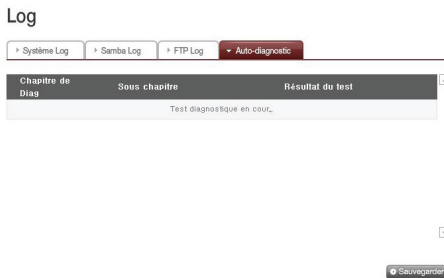 Log
Système Log Samba Log FTP Log Auto-diagnostic
Chapitre de Diag Sous chapitre Résultat du test
Test diagnostique en cour...
Sauvegarder